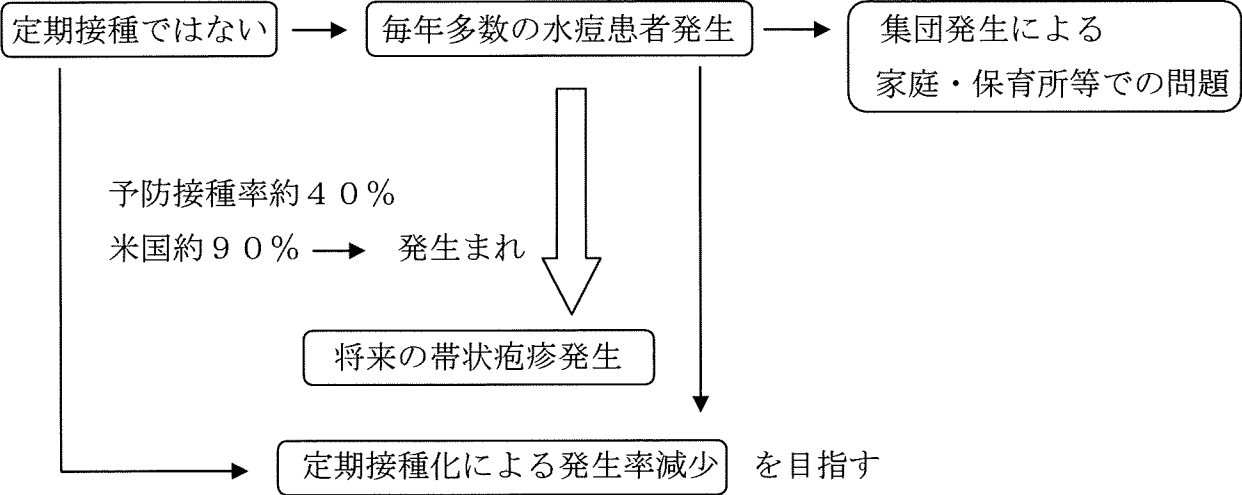 定期接種ではない
毎年多数の水痘患者発生
集団発生による
家庭・保育所等での問題
予防接種率約４０％
米国約９０％
発生まれ
将来の帯状疱疹発生
定期接種化による発生率減少 を目指す